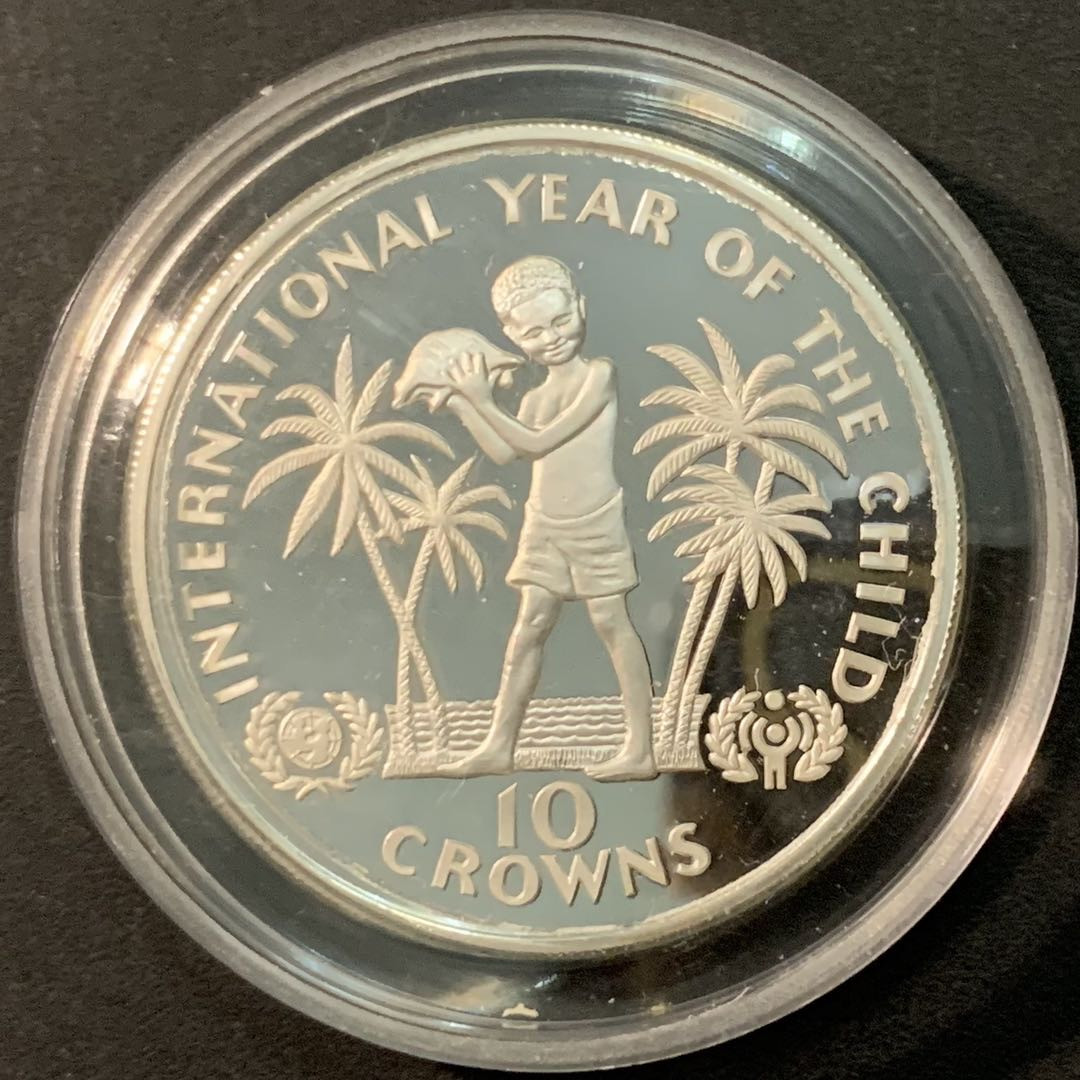 INTERNATIONAL YEAR OF THE CHILD
10
CROWNS